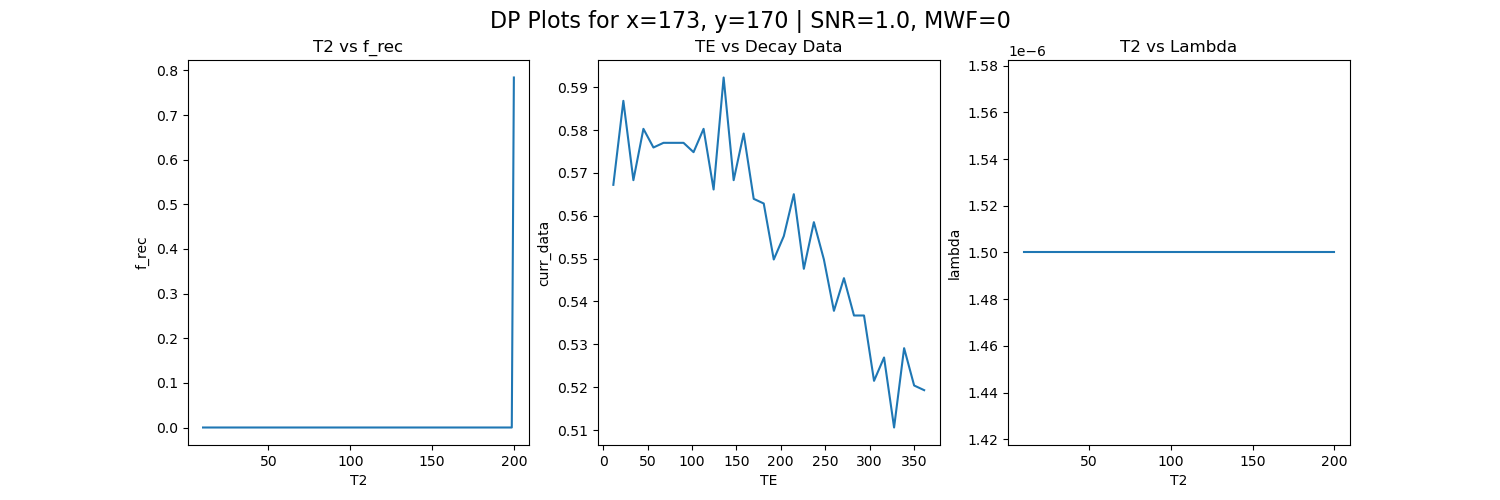 DP Plots for x=173, y=170 | SNR=1.0, MWF=0
T2 vs f_rec
0.8
0.7
0.6
0.5
0.4
0.3
0.2
0.1
0.0
f_rec
50 100 150 200
T2
TE vs Decay Data
0.59
0.58
0.57
0.56
0.55
0.54
0.53
0.52
0.51
curr_data
0 50 100 150 200 250 300 350
TE
T2 vs Lambda
1e−6
1.58
1.56
1.54
1.52
1.50
1.48
1.46
1.44
1.42
lambda
50 100 150 200
T2